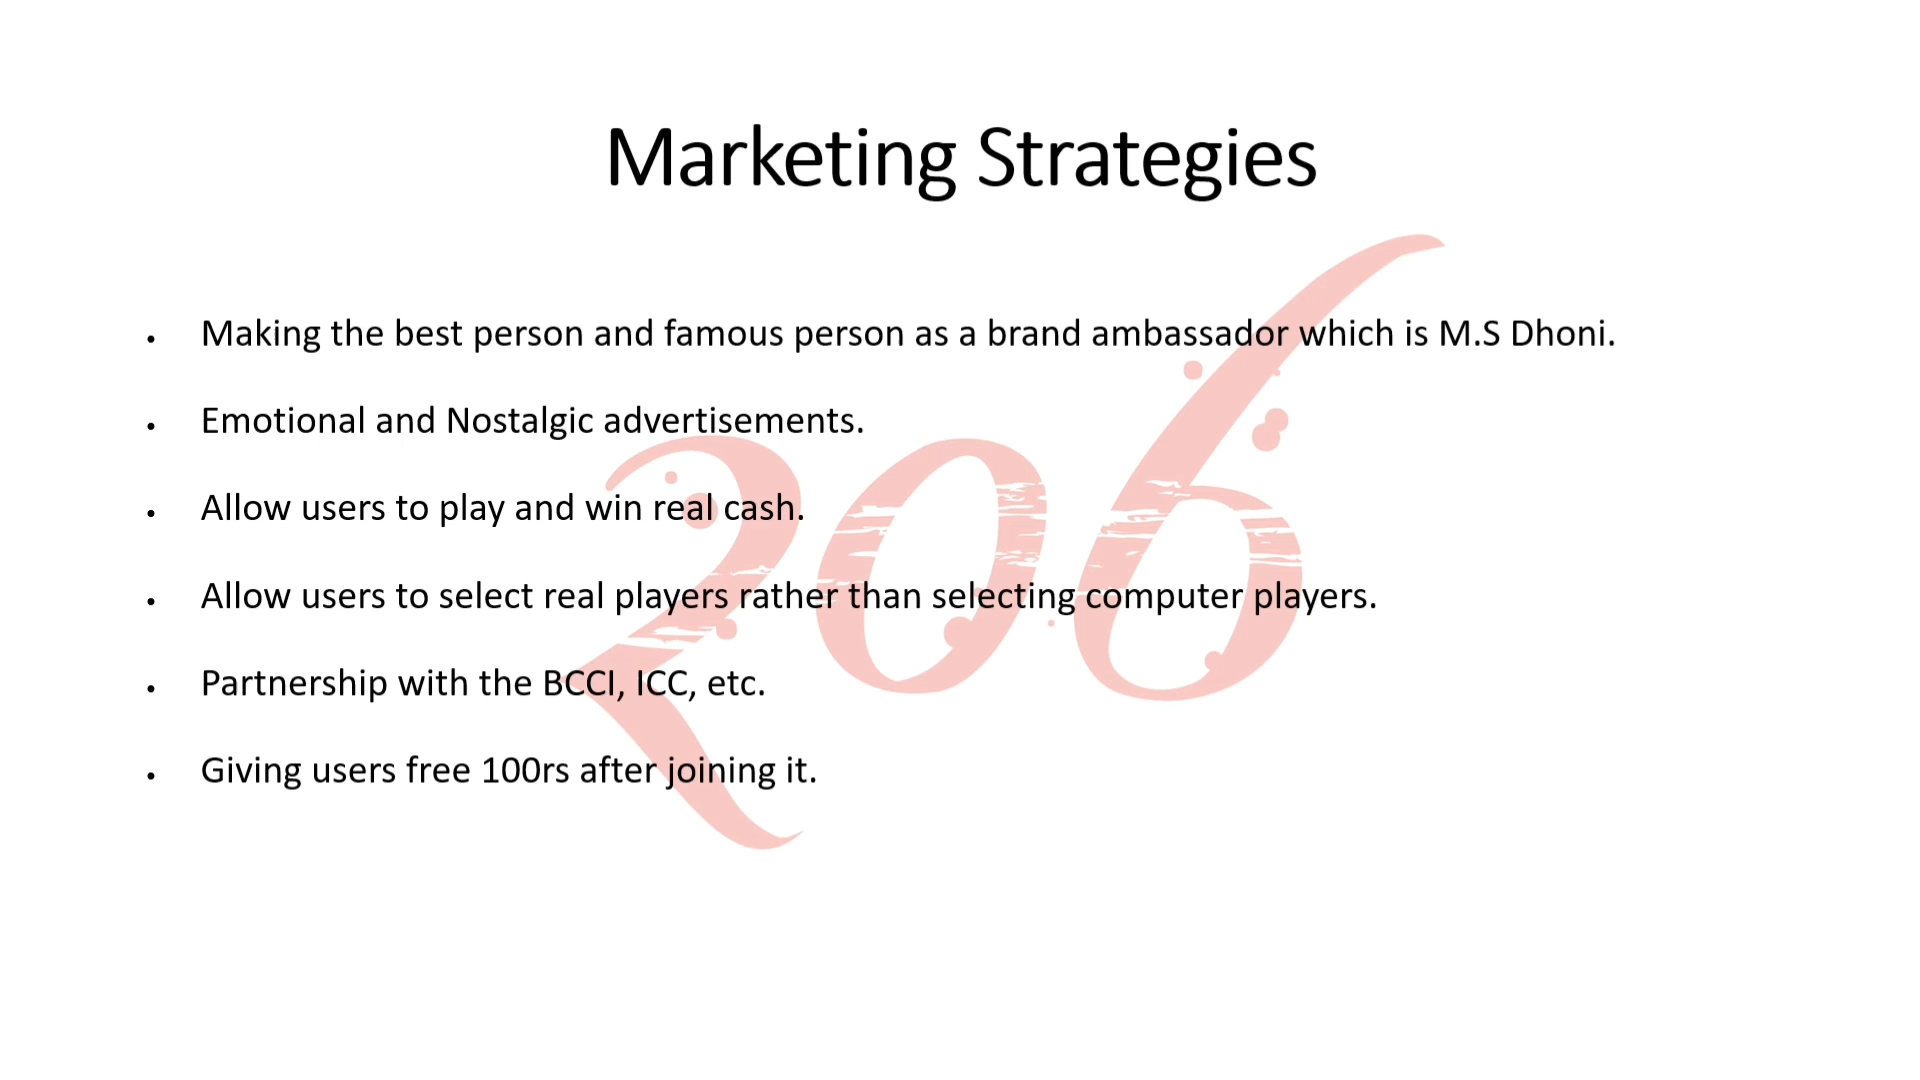 Marketing Strategies
• Making the best person and famous person as a brand ambassador which is M.S Dhoni.
• Emotional and Nostalgic advertisements.
• Allow users to play and win real cash.
• Allow users to select real players rather than selecting computer players.
• Partnership with the BCCI, ICC, etc.
• Giving users free 100rs after joining it.
206